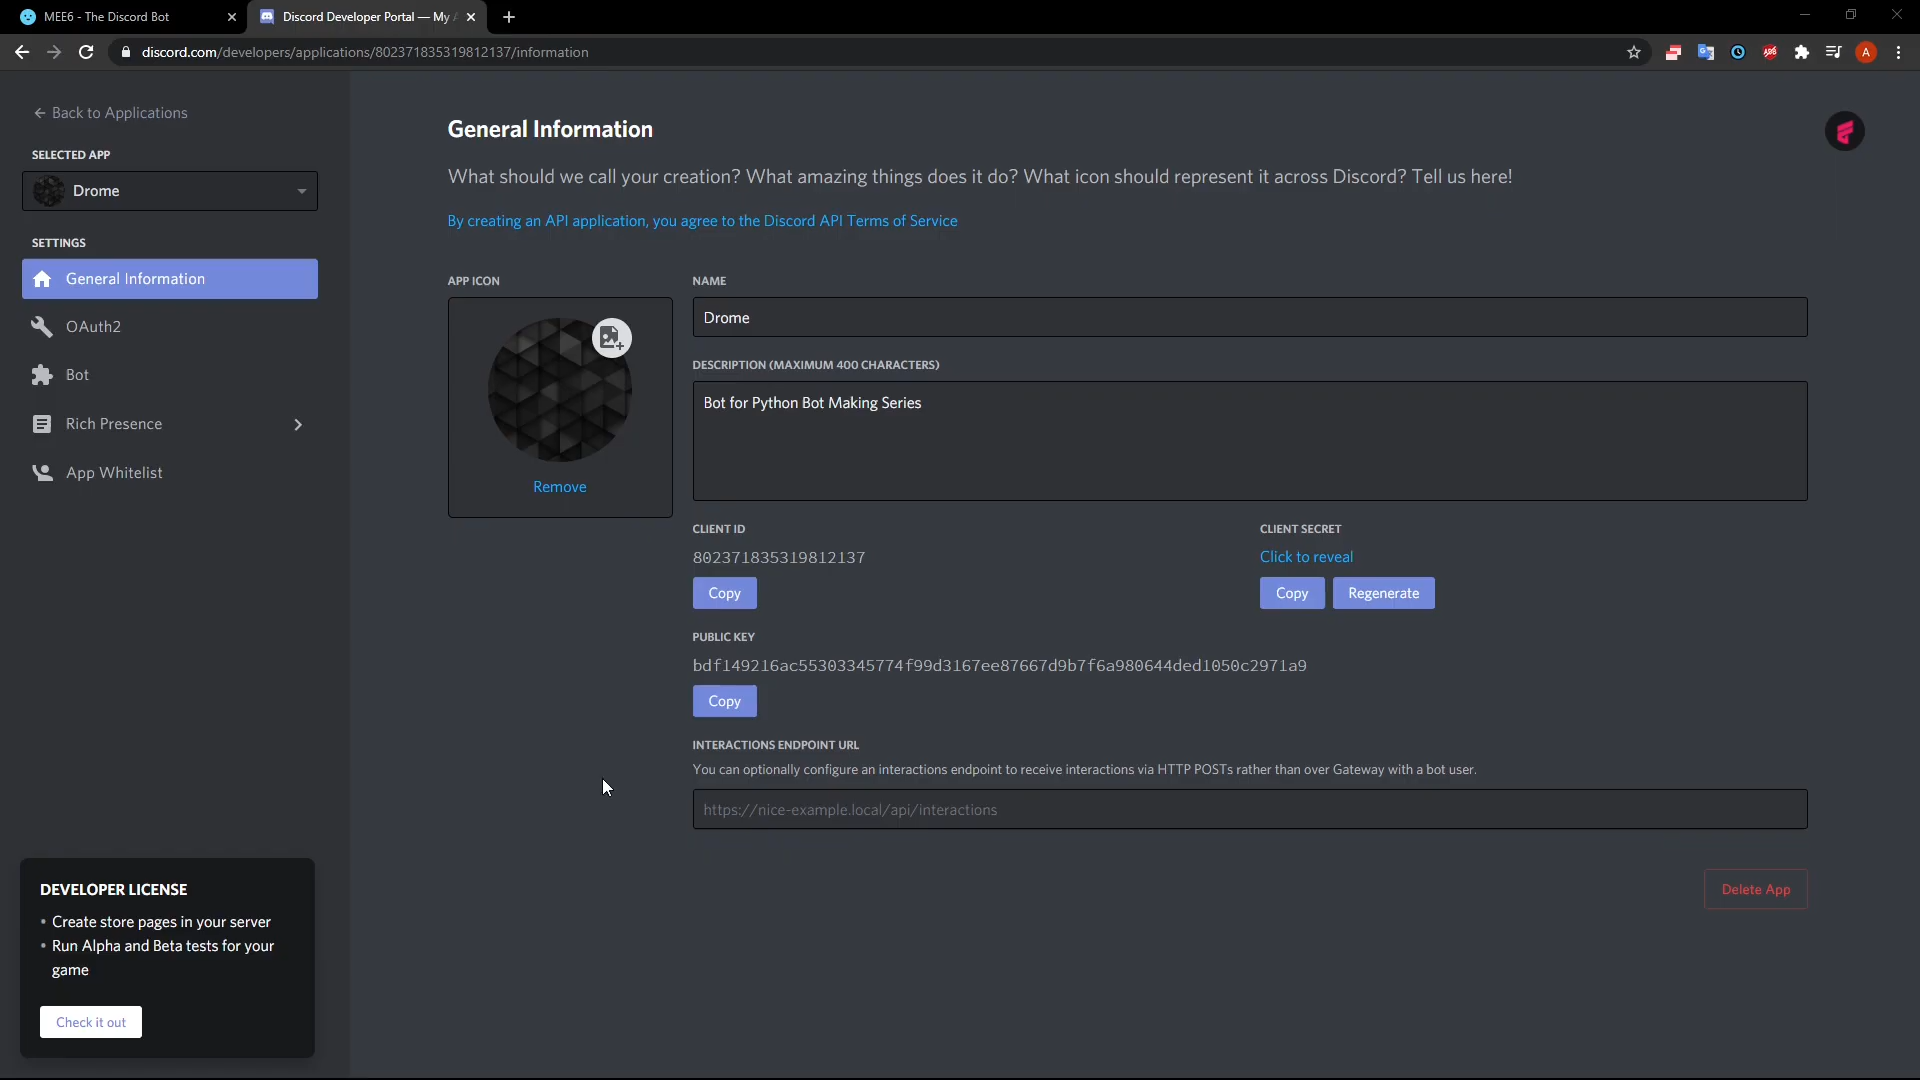 MEE6 - The Discord Bot
Discord Developer Portal — My
discord.com/developers/applications/802371835319812137/information
A
Back to Applications
SELECTED APP
Drome
SETTINGS
General Information
OAuth2
Bot
Rich Presence
App Whitelist
DEVELOPER LICENSE
• Create store pages in your server
• Run Alpha and Beta tests for your
game
Check it out
General Information
What should we call your creation? What amazing things does it do? What icon should represent it across Discord? Tell us here!
By creating an API application, you agree to the Discord API Terms of Service
APP ICON
Remove
NAME
Drome
DESCRIPTION (MAXIMUM 400 CHARACTERS)
Bot for Python Bot Making Series
CLIENT ID
802371835319812137
Copy
CLIENT SECRET
Click to reveal
Copy
Regenerate
PUBLIC KEY
bdf149216ac55303345774f99d3167ee87667d9b7f6a980644ded1050c2971a9
Copy
INTERACTIONS ENDPOINT URL
You can optionally configure an interactions endpoint to receive interactions via HTTP POSTs rather than over Gateway with a bot user.
https://nice-example.local/api/interactions
Delete App